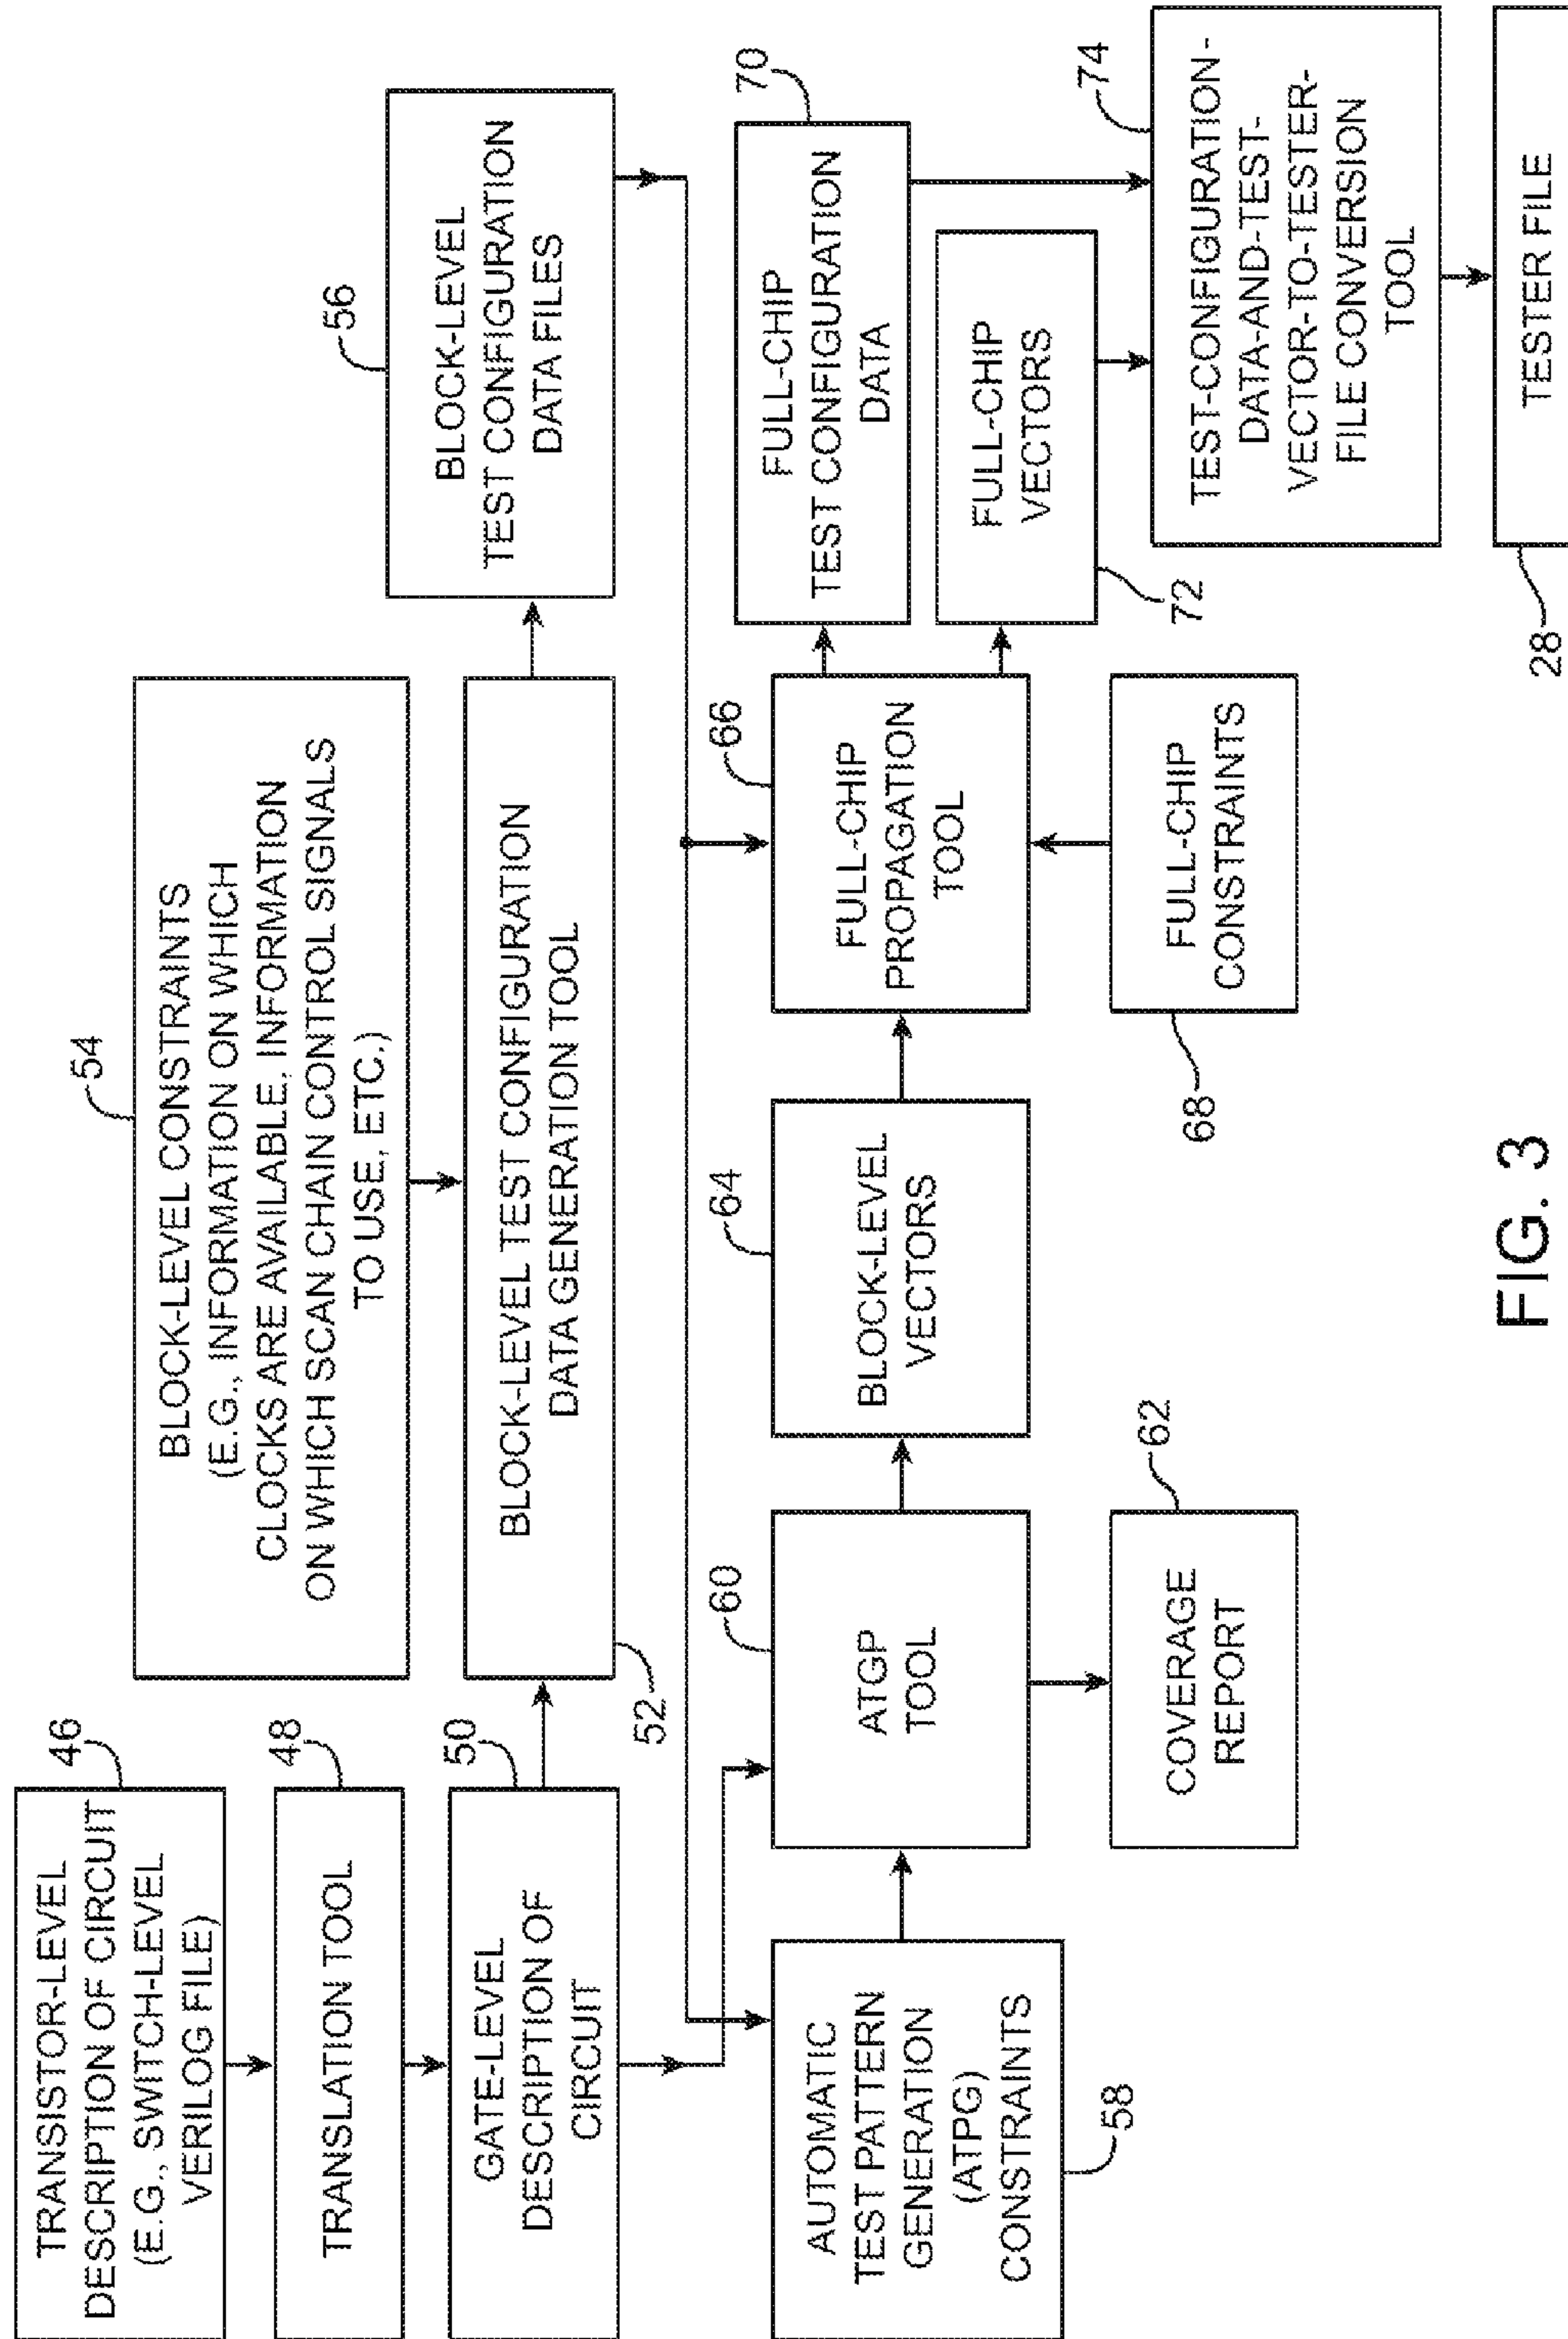 46
TRANSISTOR-LEVEL
DESCRIPTION OF CIRCUIT
(E.G., SWITCH-LEVEL
VERILOG FILE)
48
TRANSLATION TOOL
50
GATE-LEVEL
DESCRIPTION OF
CIRCUIT
54
BLOCK-LEVEL CONSTRAINTS
(E.G., INFORMATION ON WHICH
CLOCKS ARE AVAILABLE, INFORMATION
ON WHICH SCAN CHAIN CONTROL SIGNALS
TO USE, ETC.)
BLOCK-LEVEL TEST CONFIGURATION
DATA GENERATION TOOL
52
56
BLOCK-LEVEL
TEST CONFIGURATION
DATA FILES
AUTOMATIC
TEST PATTERN
GENERATION
(ATPG)
CONSTRAINTS
58
60
ATGP
TOOL
62
COVERAGE
REPORT
64
BLOCK-LEVEL
VECTORS
66
FULL-CHIP
PROPAGATION
TOOL
FULL-CHIP
CONSTRAINTS
68
70
FULL-CHIP
TEST CONFIGURATION
DATA
FULL-CHIP
VECTORS
72
74
TEST-CONFIGURATION-
DATA-AND-TEST-
VECTOR-TO-TESTER-
FILE CONVERSION
TOOL
TESTER FILE
28
FIG. 3